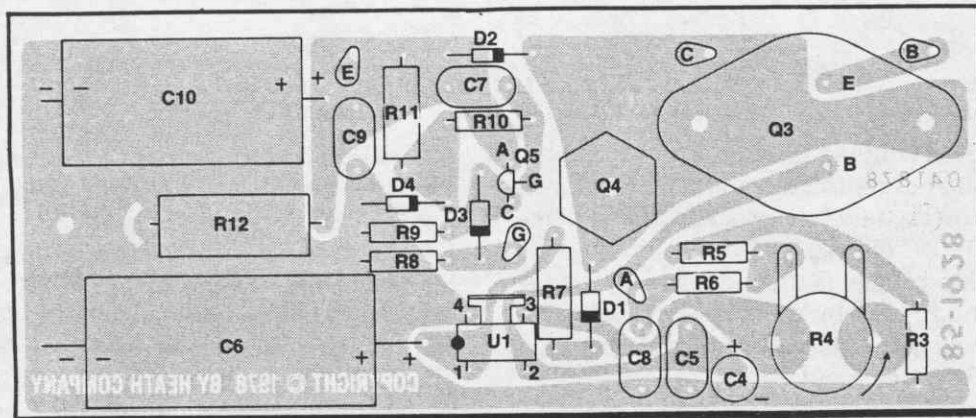 D2
C B
E
C10
C7
E
− − + +
R11
C9
R10
Q3
A Q5
G
Q4
B
C
D4
041878
R12
D3
R9
G
R5
R8
A
R6
R7
4 3
D1
U1
C6
C8
C5
R4
R3
+
C4
−
− − + +
1 2
85-1928
COPYRIGHT © 1978 BY HEATH COMPANY